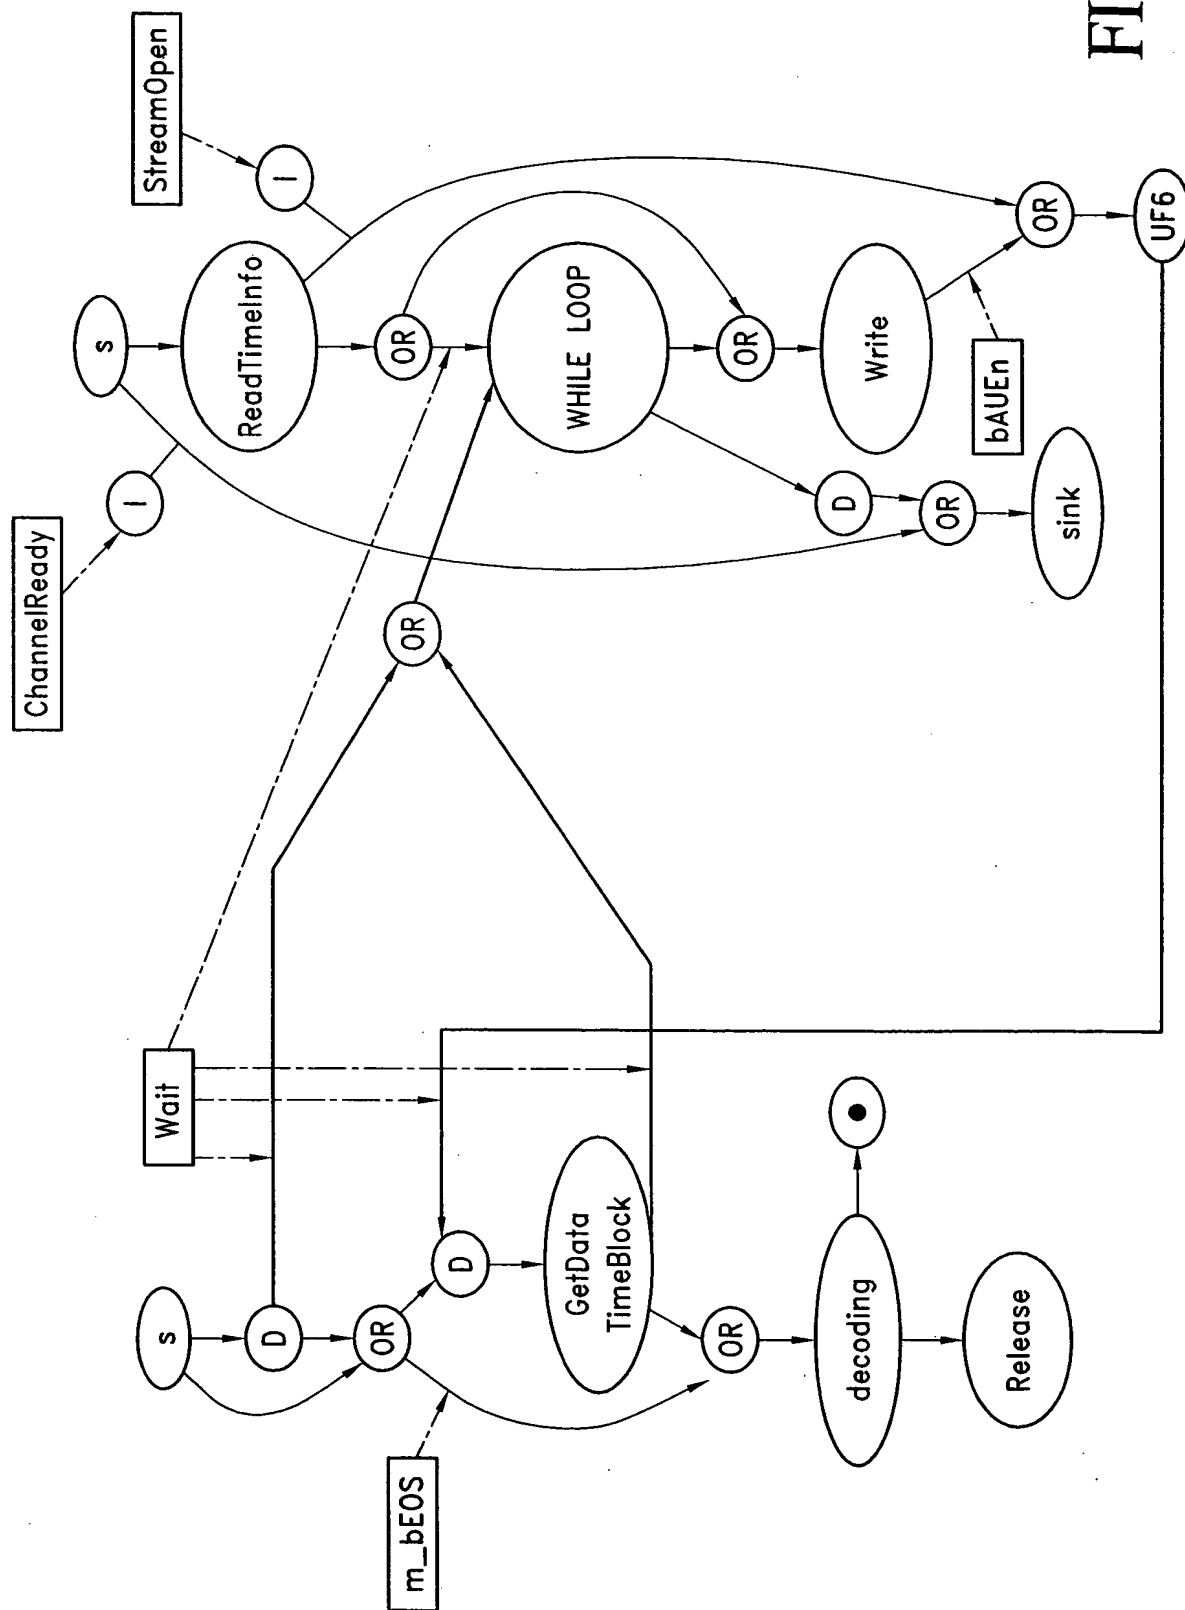 ChannelReady
s
I
StreamOpen
s
Wait
ReadTimeInfo
D
I
OR
OR
OR
m_bEOS
D
WHILE LOOP
GetData
TimeBlock
OR
OR
D
decoding
Write
OR
bAUEn
Release
OR
sink
FI
UF6